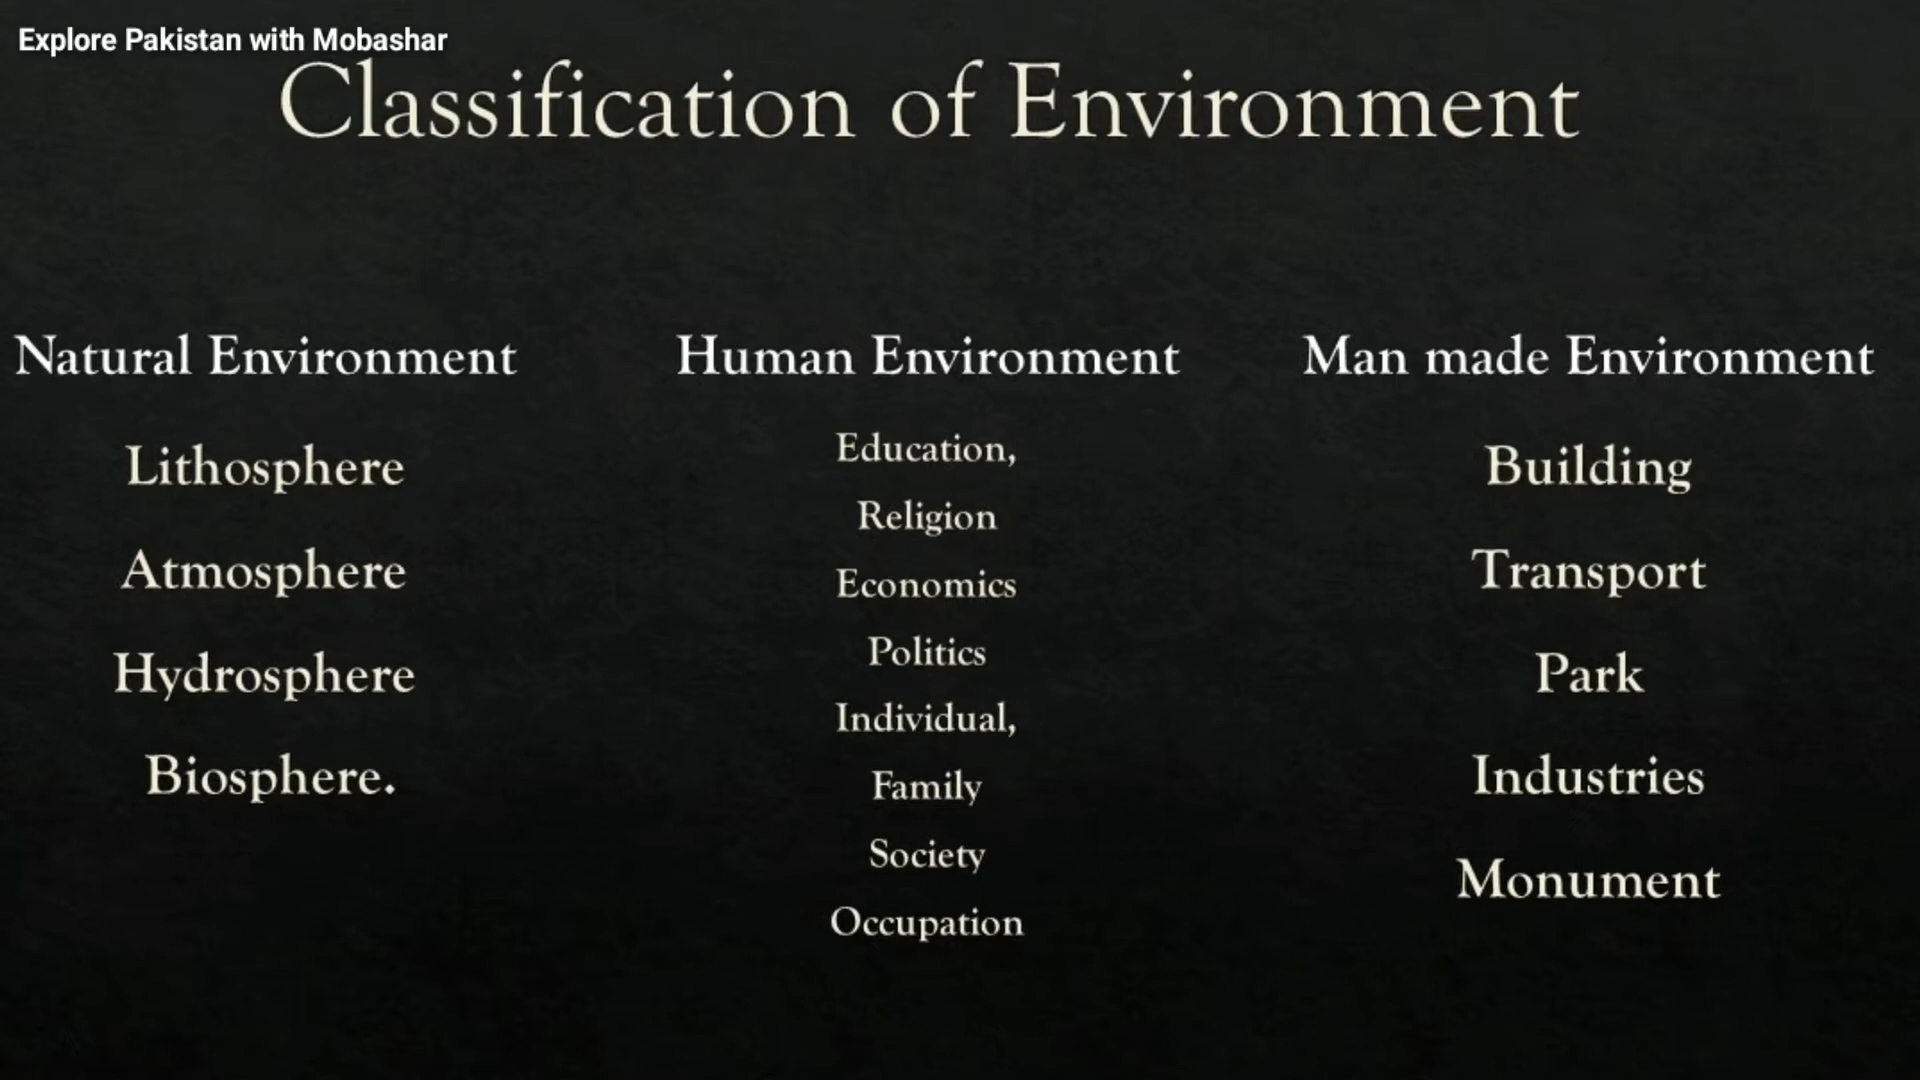 Explore Pakistan with Mobashar
Classification of Environment
Natural Environment
Lithosphere
Atmosphere
Hydrosphere
Biosphere.
Human Environment
Education,
Religion
Economics
Politics
Individual,
Family
Society
Occupation
Man made Environment
Building
Transport
Park
Industries
Monument